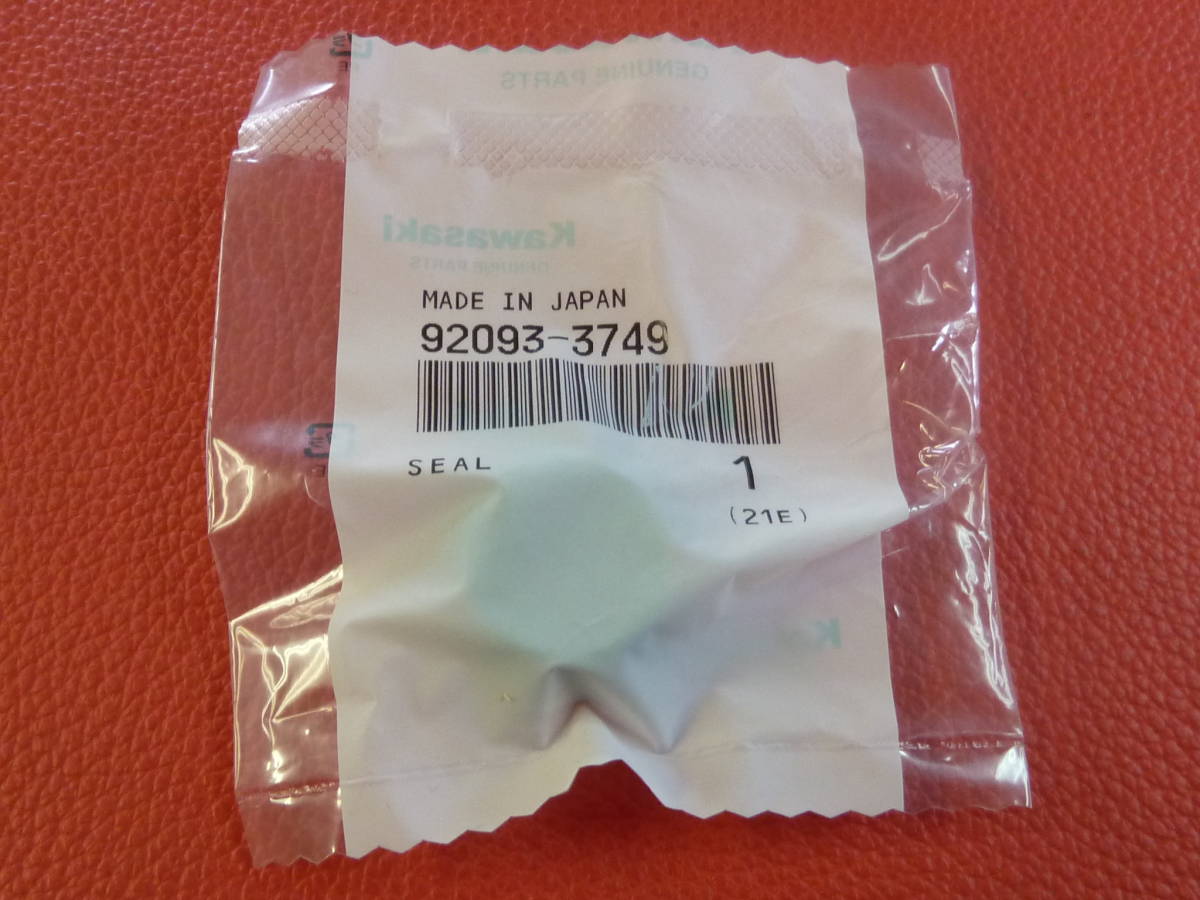 GENUINE PARTS
Kawasaki
GENUINE PARTS
MADE IN JAPAN
92093-3749
SEAL
1
(21E)
K